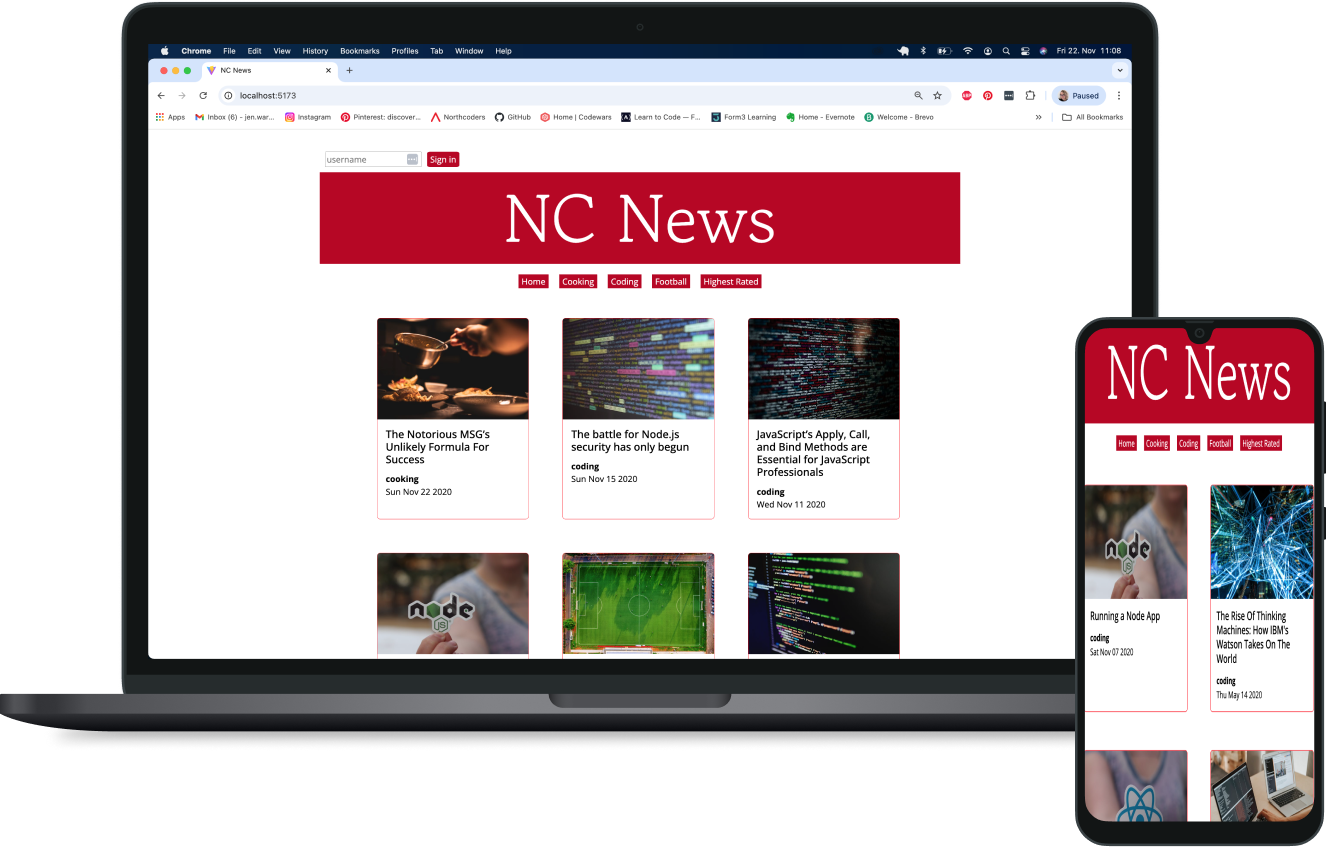 Chrome File Edit View History Bookmarks Profiles Tab Window Help Fri 22. Nov 11:08
NC News
localhost:5173 Paused
Apps Inbox (6) - jen.war... Instagram Pinterest: discover... Northcoders GitHub Home | Codewars Learn to Code — F... Form3 Learning Home - Evernote Welcome - Brevo » All Bookmarks
username Sign in
NC News
Home Cooking Coding Football Highest Rated
The Notorious MSG's
Unlikely Formula For
Success
cooking
Sun Nov 22 2020
The battle for Node.js
security has only begun
coding
Sun Nov 15 2020
JavaScript's Apply, Call,
and Bind Methods are
Essential for JavaScript
Professionals
coding
Wed Nov 11 2020
node
JS
NC News
Home Cooking Coding Football Highest Rated
node
JS
Running a Node App
coding
Sat Nov 07 2020
The Rise Of Thinking
Machines: How IBM's
Watson Takes On The
World
coding
Thu May 14 2020